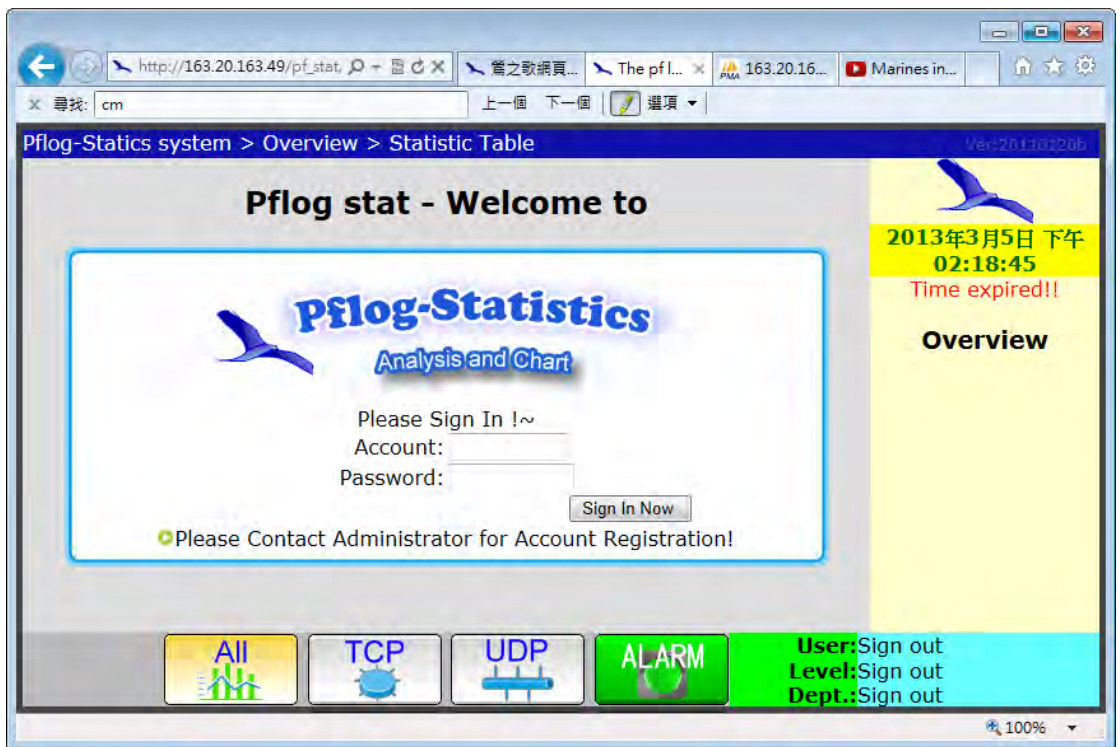 http://163.20.163.49/pf_stat,
鶯之歌網頁...
The pf l...
163.20.16...
Marines in...
x 尋找: cm
上一個 下一個 選項
Pflog-Statics system > Overview > Statistic Table
Ver:20130120b
Pflog stat - Welcome to
2013年3月5日 下午
02:18:45
Time expired!!
Overview
Pflog-Statistics
Analysis and Chart
Please Sign In !~
Account:
Password:
Sign In Now
Please Contact Administrator for Account Registration!
All
TCP
UDP
ALARM
User:Sign out
Level:Sign out
Dept.:Sign out
100%